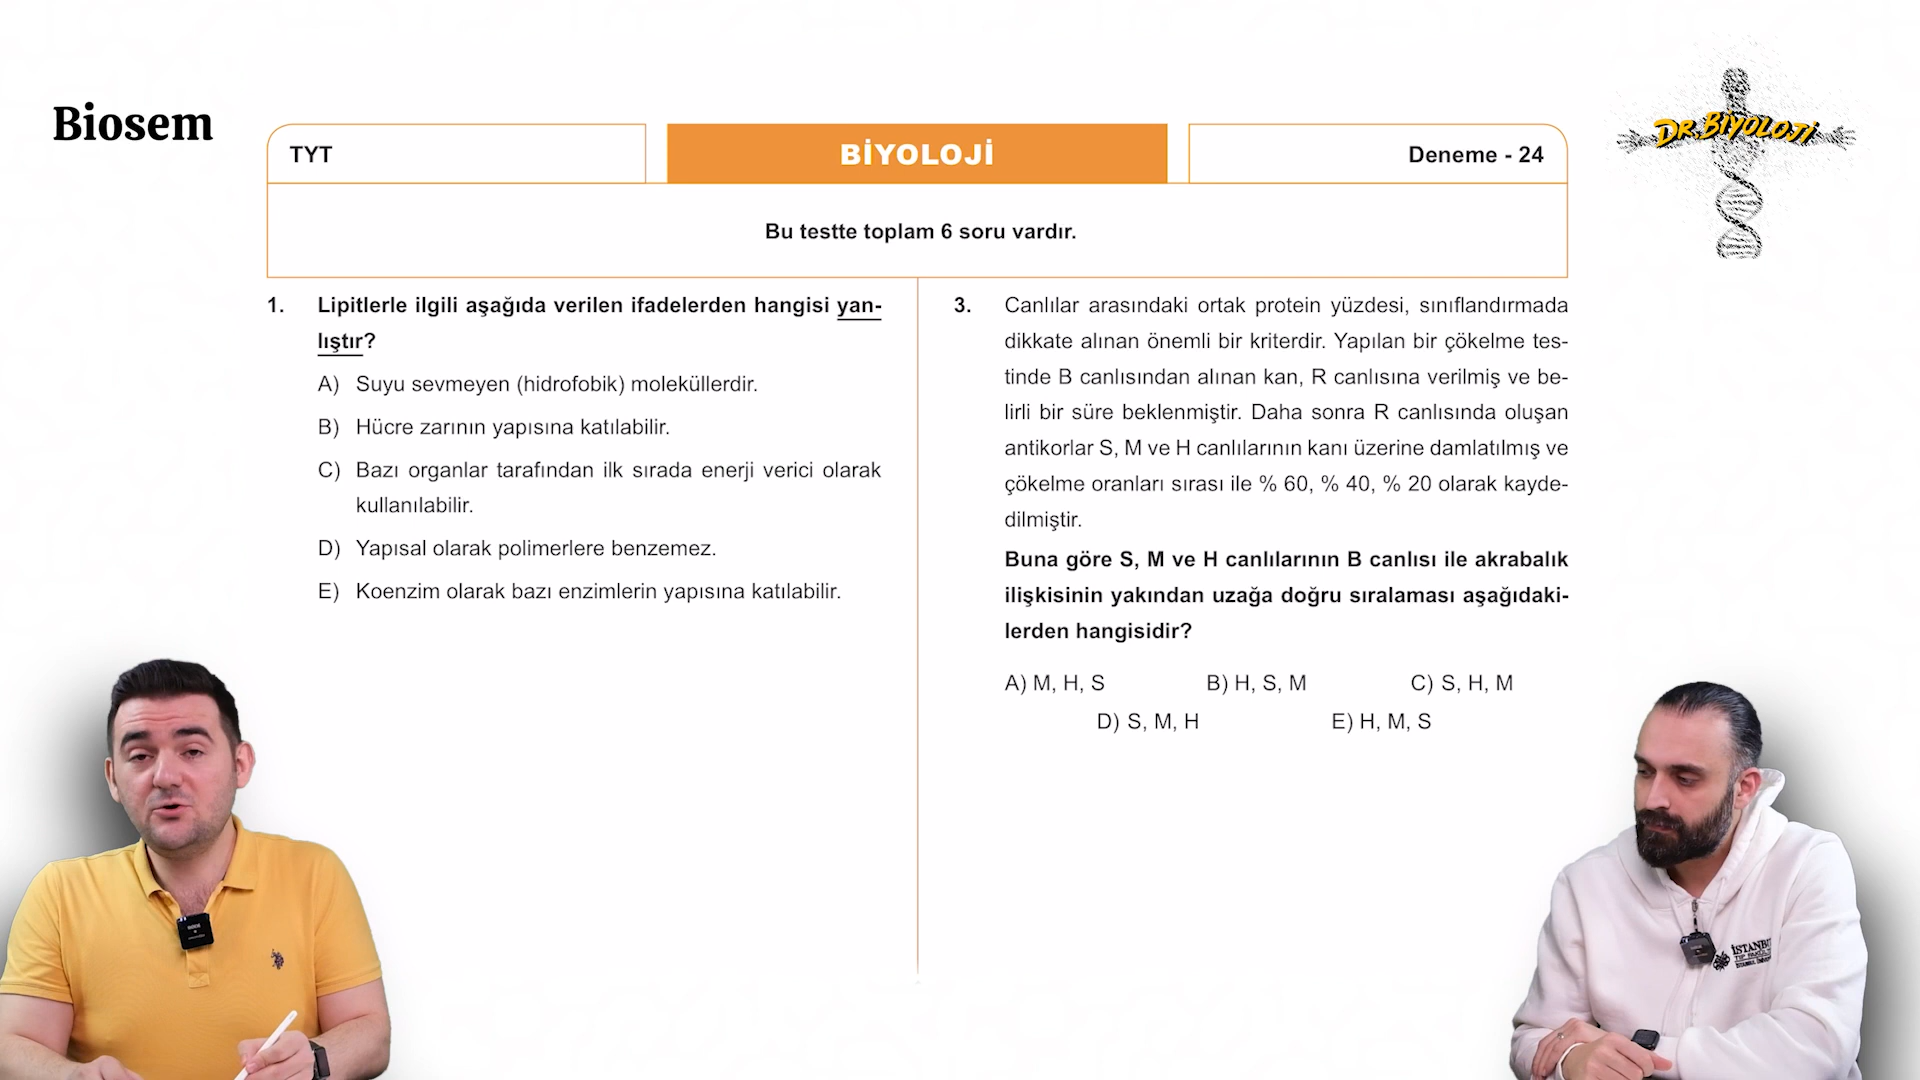 Biosem
TYT
BİYOLOJİ
Deneme - 24
DR.BİYOLOJİ
Bu testte toplam 6 soru vardır.
1. Lipitlerle ilgili aşağıda verilen ifadelerden hangisi yan-
lıştır?
A) Suyu sevmeyen (hidrofobik) moleküllerdir.
B) Hücre zarının yapısına katılabilir.
C) Bazı organlar tarafından ilk sırada enerji verici olarak
kullanılabilir.
D) Yapısal olarak polimerlere benzemez.
E) Koenzim olarak bazı enzimlerin yapısına katılabilir.
3. Canlılar arasındaki ortak protein yüzdesi, sınıflandırmada
dikkate alınan önemli bir kriterdir. Yapılan bir çökelme tes-
tinde B canlısından alınan kan, R canlısına verilmiş ve be-
lirli bir süre beklenmiştir. Daha sonra R canlısında oluşan
antikorlar S, M ve H canlılarının kanı üzerine damlatılmış ve
çökelme oranları sırası ile % 60, % 40, % 20 olarak kayde-
dilmiştir.
Buna göre S, M ve H canlılarının B canlısı ile akrabalık
ilişkisinin yakından uzağa doğru sıralaması aşağıdaki-
lerden hangisidir?
A) M, H, S B) H, S, M C) S, H, M
D) S, M, H E) H, M, S